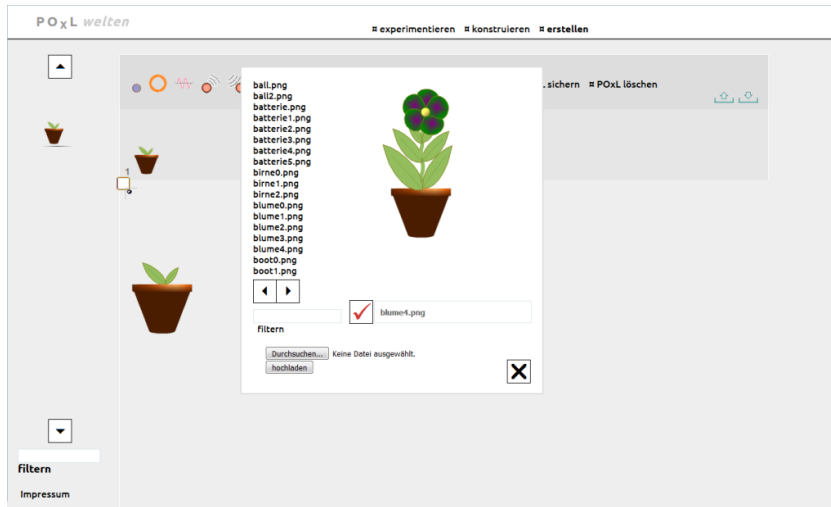 POXL welten
¤ experimentieren ¤ konstruieren ¤ erstellen
. sichern ¤ POxL löschen
1
ball.png
ball2.png
batterie.png
batterie1.png
batterie2.png
batterie3.png
batterie4.png
batterie5.png
birne0.png
birne1.png
birne2.png
blume0.png
blume1.png
blume2.png
blume3.png
blume4.png
boot0.png
boot1.png
blume4.png
filtern
Durchsuchen... Keine Datei ausgewählt.
hochladen
filtern
Impressum